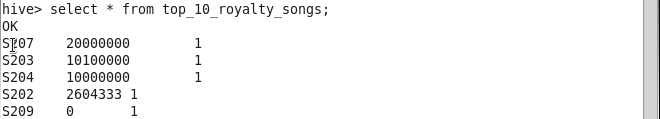 hive> select * from top_10_royalty_songs;
OK
S207	20000000	1
S203	10100000	1
S204	10000000	1
S202	2604333	1
S209	0	1